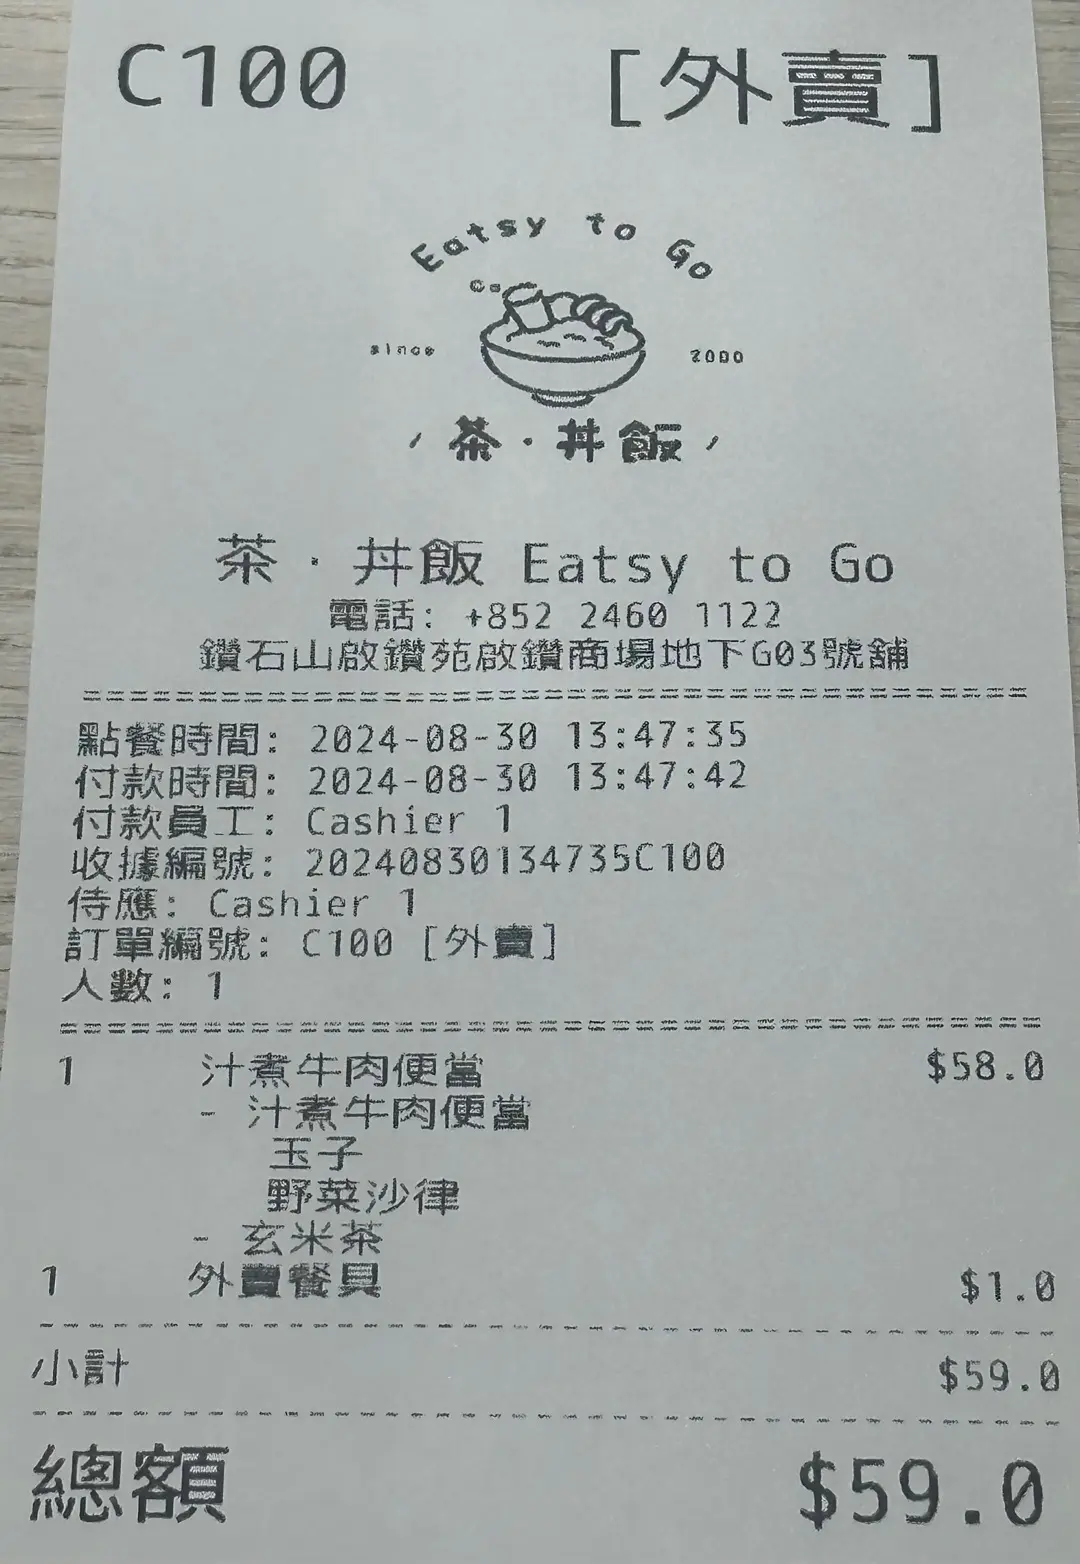 C100 [外賣]
Eatsy to Go
since 2000
茶·丼飯
茶·丼飯 Eatsy to Go
電話: +852 2460 1122
鑽石山啟鑽苑啟鑽商場地下G03號舖
點餐時間: 2024-08-30 13:47:35
付款時間: 2024-08-30 13:47:42
付款員工: Cashier 1
收據編號: 20240830134735C100
侍應: Cashier 1
訂單編號: C100 [外賣]
人數: 1
1 汁煮牛肉便當 $58.0
- 汁煮牛肉便當
玉子
野菜沙律
- 玄米茶
1 外賣餐具 $1.0
小計 $59.0
總額 $59.0